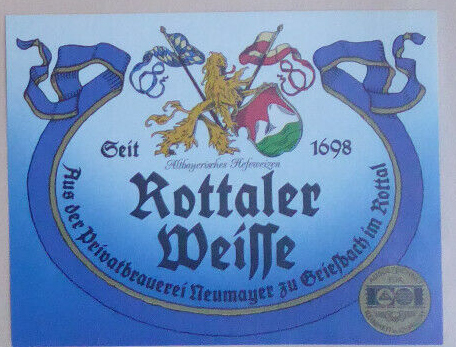 Seit 1698
Altbayerisches Hefeweizen
Rottaler
Weisse
Aus der Privatbrauerei Neumayer zu Griesbach im Rottal